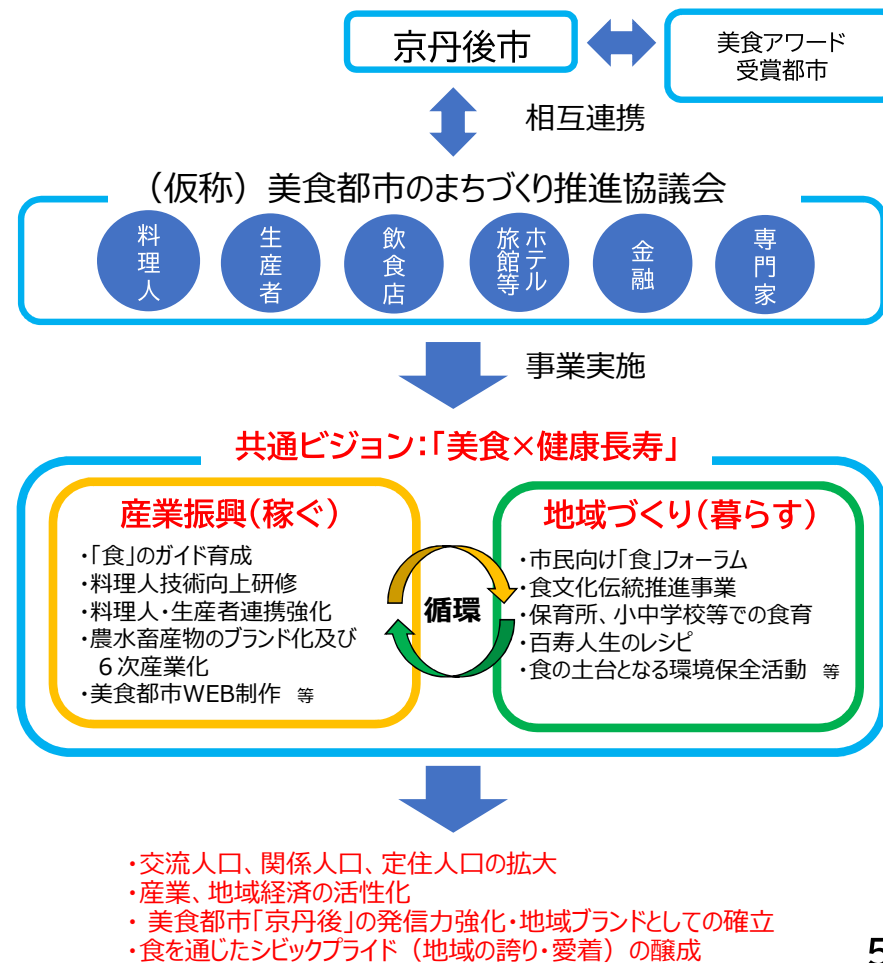 京丹後市
美食アワード
受賞都市
相互連携
（仮称）美食都市のまちづくり推進協議会
料理人
生産者
飲食店
ホテル
旅館等
金融
専門家
事業実施
共通ビジョン：「美食×健康長寿」
産業振興（稼ぐ）
・「食」のガイド育成
・料理人技術向上研修
・料理人・生産者連携強化
・農水畜産物のブランド化及び
６次産業化
・美食都市WEB制作 等
循環
地域づくり（暮らす）
・市民向け「食」フォーラム
・食文化伝統推進事業
・保育所、小中学校等での食育
・百寿人生のレシピ
・食の土台となる環境保全活動 等
・交流人口、関係人口、定住人口の拡大
・産業、地域経済の活性化
・ 美食都市「京丹後」の発信力強化・地域ブランドとしての確立
・食を通じたシビックプライド（地域の誇り・愛着）の醸成
5